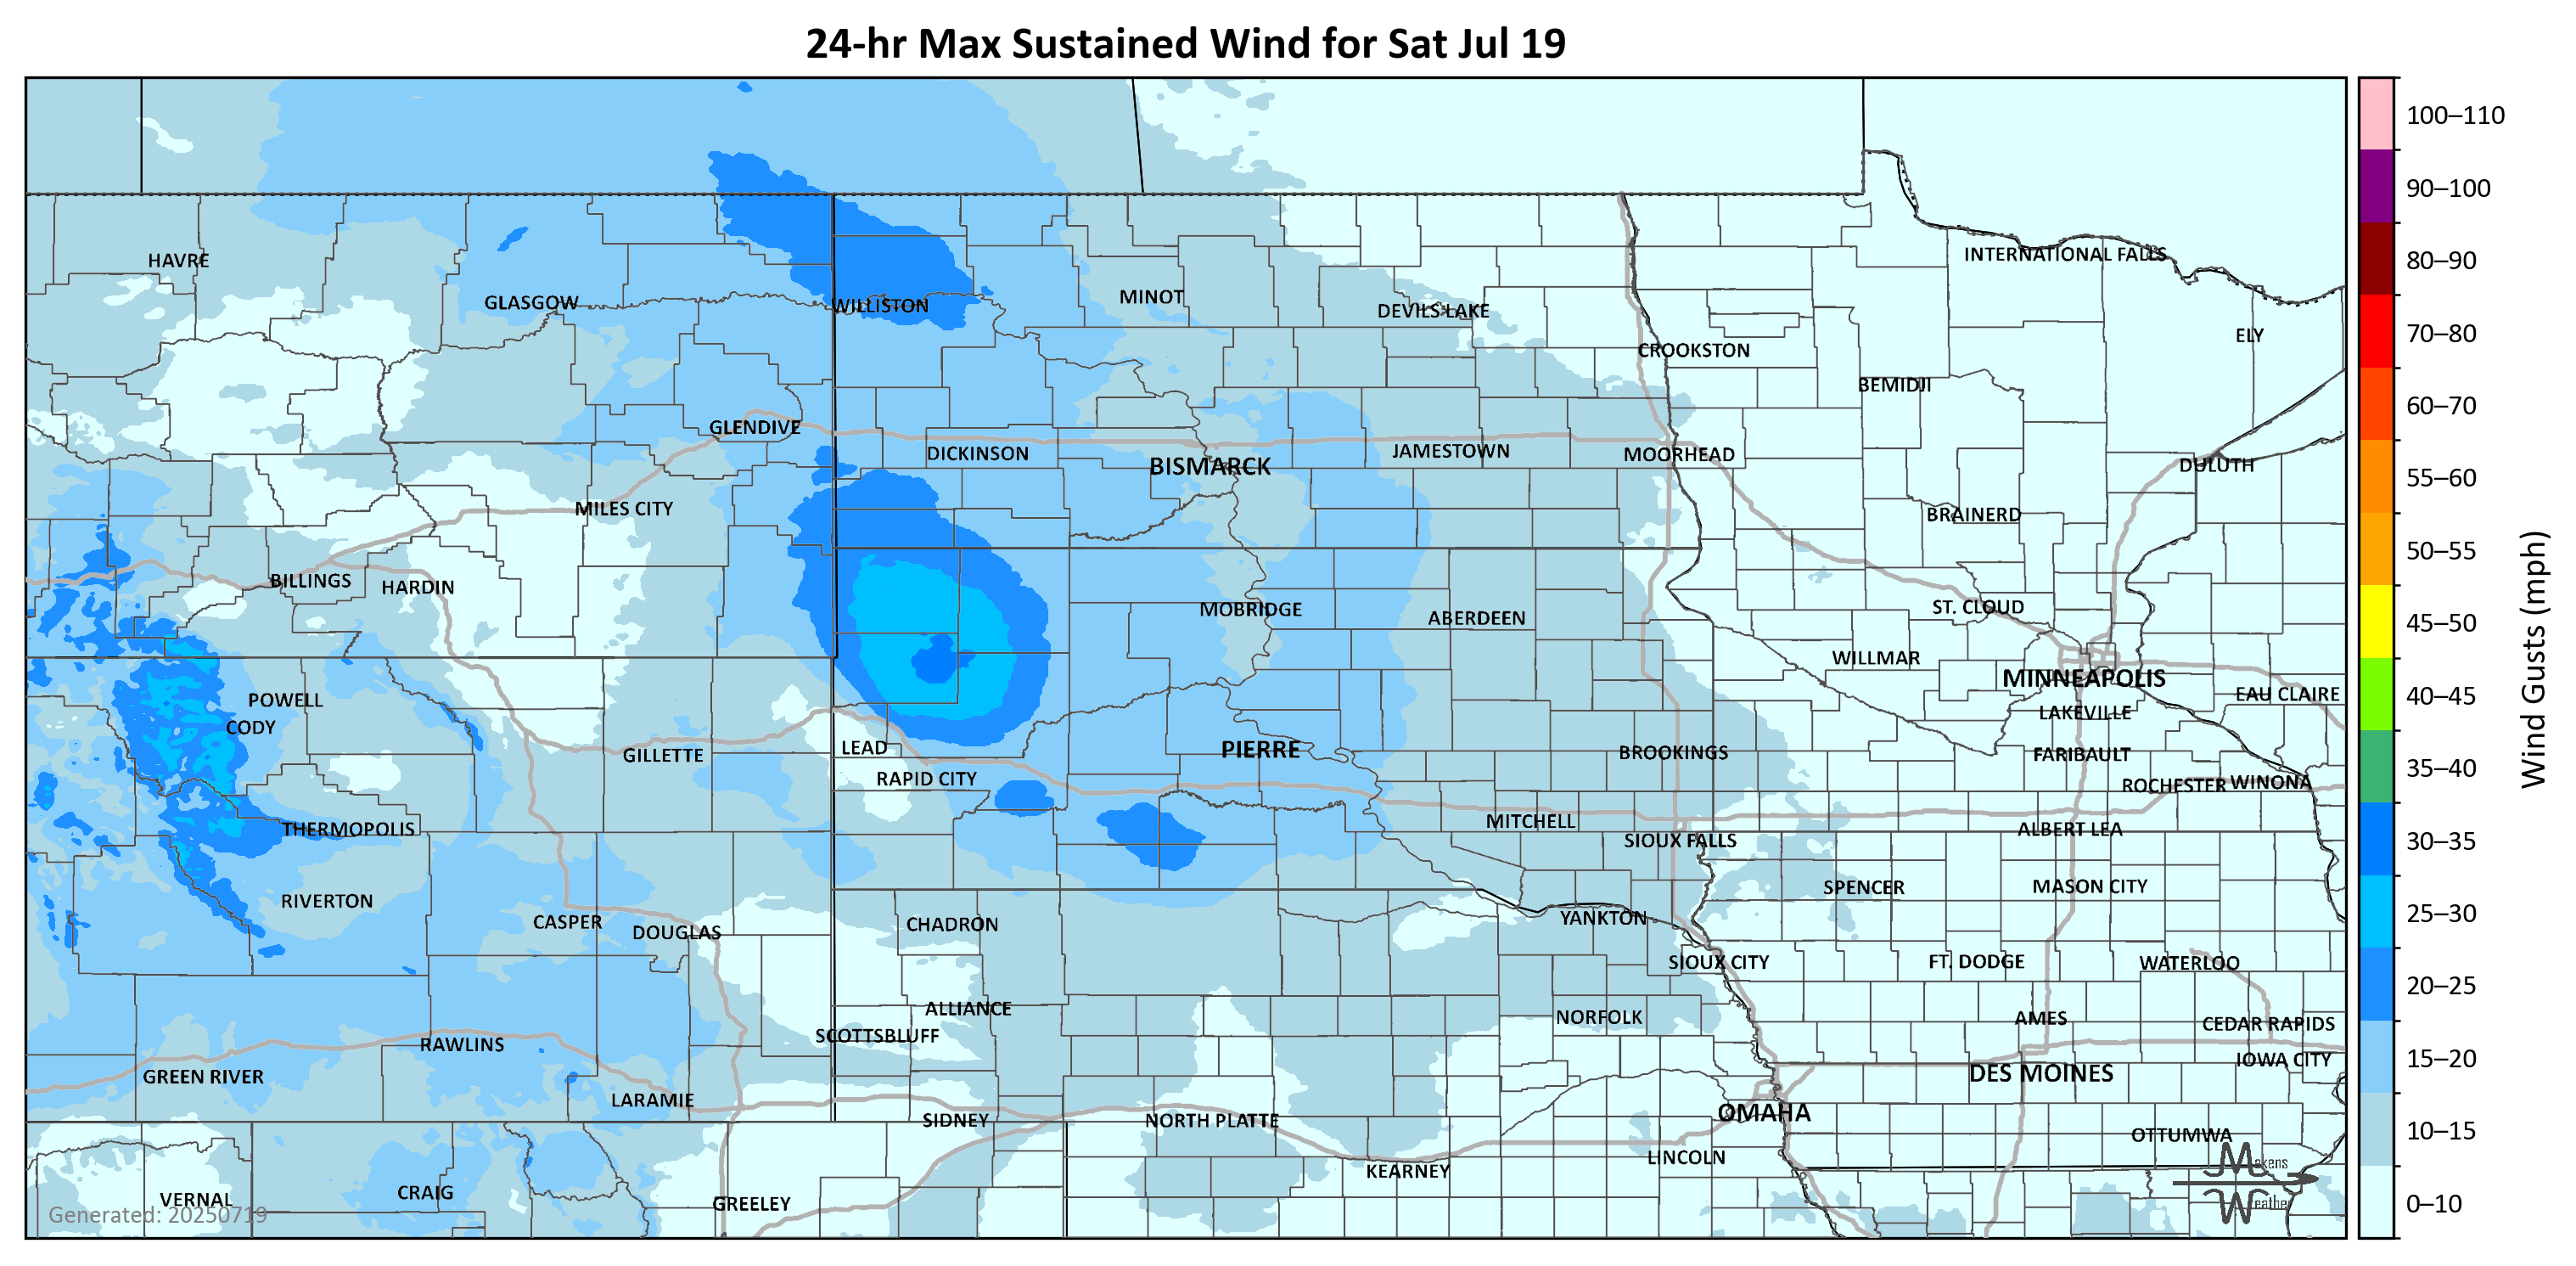 24-hr Max Sustained Wind for Sat Jul 19
100–110
90–100
80–90
70–80
60–70
55–60
50–55
45–50
40–45
35–40
30–35
25–30
20–25
15–20
10–15
0–10
Wind Gusts (mph)
HAVRE
GLASGOW
WILLISTON
MINOT
DEVILS LAKE
INTERNATIONAL FALLS
ELY
CROOKSTON
BEMIDJI
GLENDIVE
DICKINSON
BISMARCK
JAMESTOWN
MOORHEAD
DULUTH
MILES CITY
BRAINERD
BILLINGS
HARDIN
MOBRIDGE
ABERDEEN
ST. CLOUD
WILLMAR
MINNEAPOLIS
EAU CLAIRE
POWELL
CODY
LAKEVILLE
GILLETTE
LEAD
PIERRE
BROOKINGS
FARIBAULT
RAPID CITY
ROCHESTER
WINONA
THERMOPOLIS
MITCHELL
SIOUX FALLS
ALBERT LEA
RIVERTON
SPENCER
MASON CITY
CASPER
DOUGLAS
CHADRON
YANKTON
SIOUX CITY
FT. DODGE
WATERLOO
ALLIANCE
NORFOLK
AMES
CEDAR RAPIDS
SCOTTSBLUFF
RAWLINS
IOWA CITY
GREEN RIVER
DES MOINES
LARAMIE
SIDNEY
NORTH PLATTE
OMAHA
OTTUMWA
KEARNEY
LINCOLN
VERNAL
CRAIG
GREELEY
Generated: 20250719
Makens
Weather